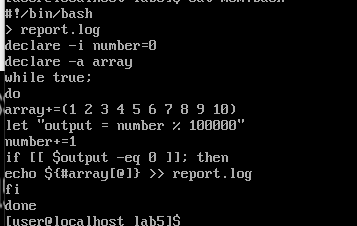 #!/bin/bash
> report.log
declare -i number=0
declare -a array
while true;
do
array+=(1 2 3 4 5 6 7 8 9 10)
let "output = number % 100000"
number+=1
if [[ $output -eq 0 ]]; then
echo ${#array[@]} >> report.log
fi
done
[user@localhost lab5]$